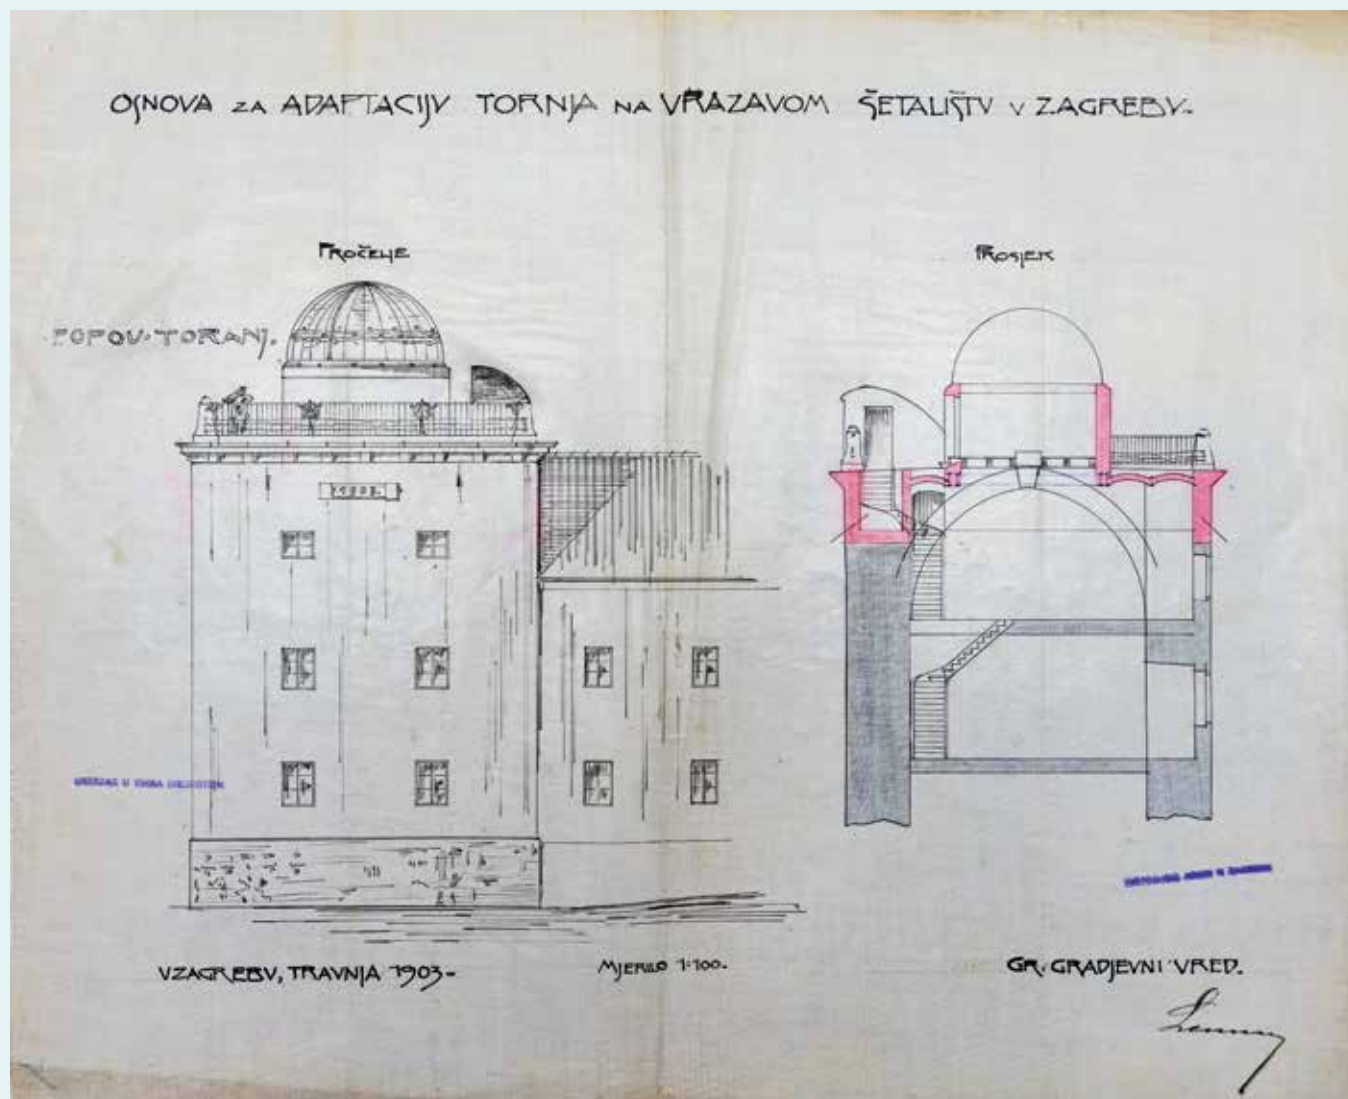 OSNOVA ZA ADAPTACIJU TORNJA NA VRAZAVOM ŠETALIŠTU U ZAGREBU.
PROČELJE
PROSJEK
POPOV·TORANJ.
1903.
U ZAGREBU, TRAVNJA 1903-
MJERILO 1:100.
GR. GRADJEVNI URED.